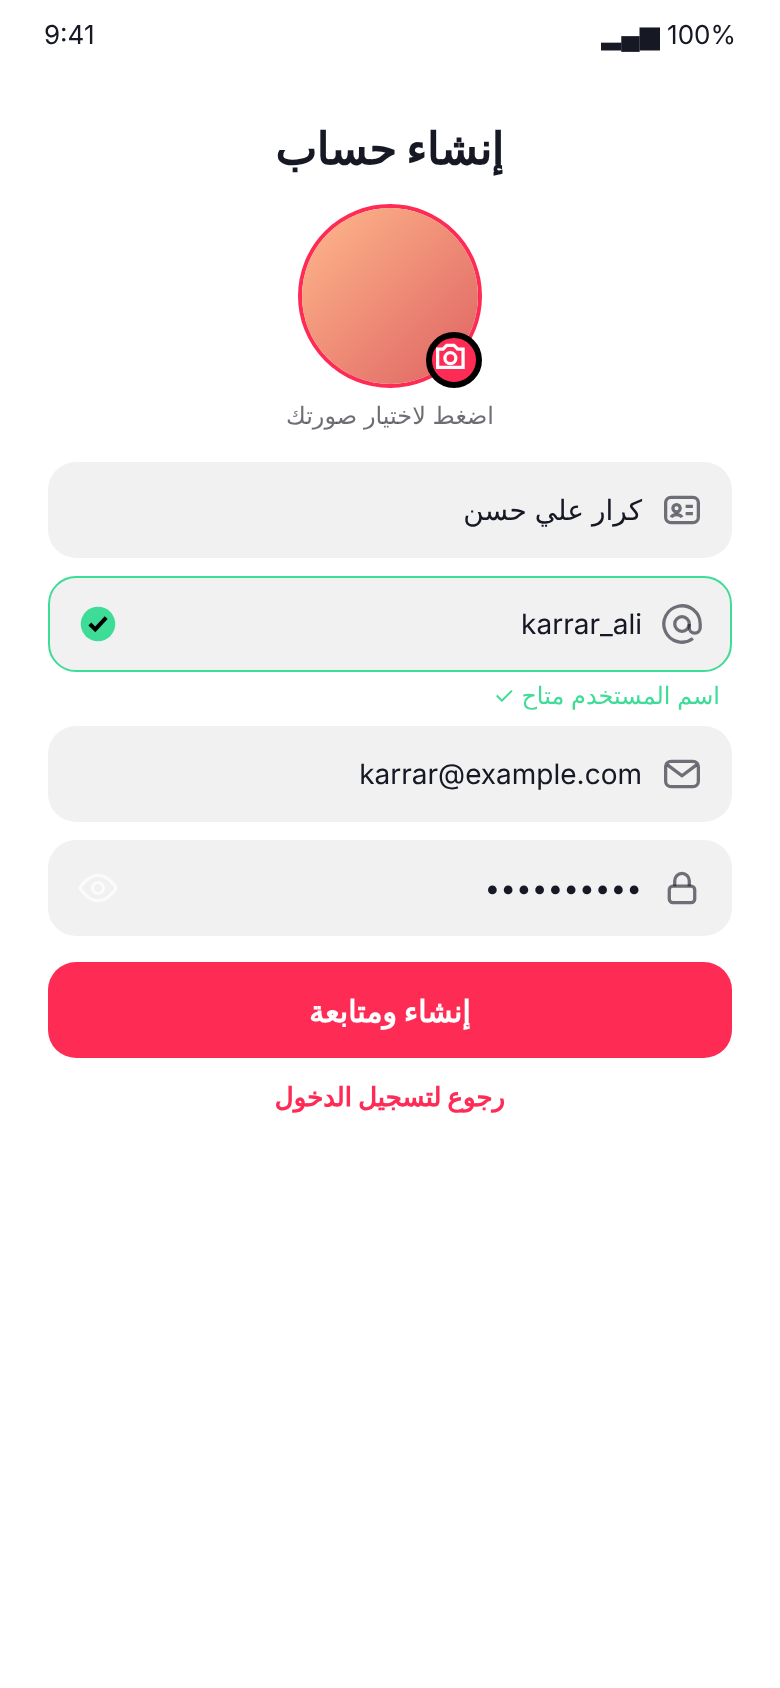 9:41
100%
إنشاء حساب
اضغط لاختيار صورتك
كرار علي حسن
karrar_ali
اسم المستخدم متاح ✓
karrar@example.com
••••••••••
إنشاء ومتابعة
رجوع لتسجيل الدخول